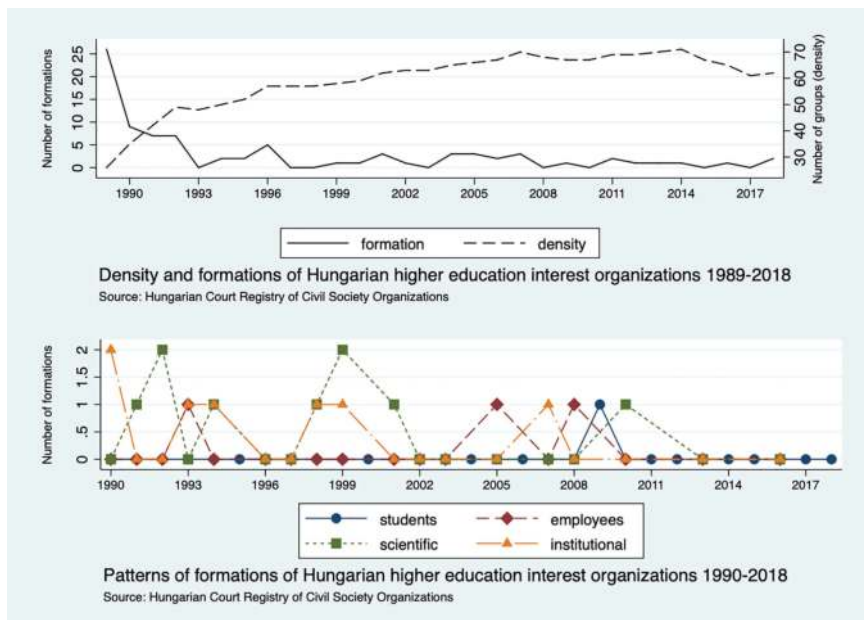 Number of formations
25
20
15
10
5
0
70
60
50
40
30
Number of groups (density)
1990 1993 1996 1999 2002 2005 2008 2011 2014 2017
formation density
Density and formations of Hungarian higher education interest organizations 1989-2018
Source: Hungarian Court Registry of Civil Society Organizations
Number of formations
2
1.5
1
.5
0
1990 1993 1996 1999 2002 2005 2008 2011 2014 2017
students employees
scientific institutional
Patterns of formations of Hungarian higher education interest organizations 1990-2018
Source: Hungarian Court Registry of Civil Society Organizations